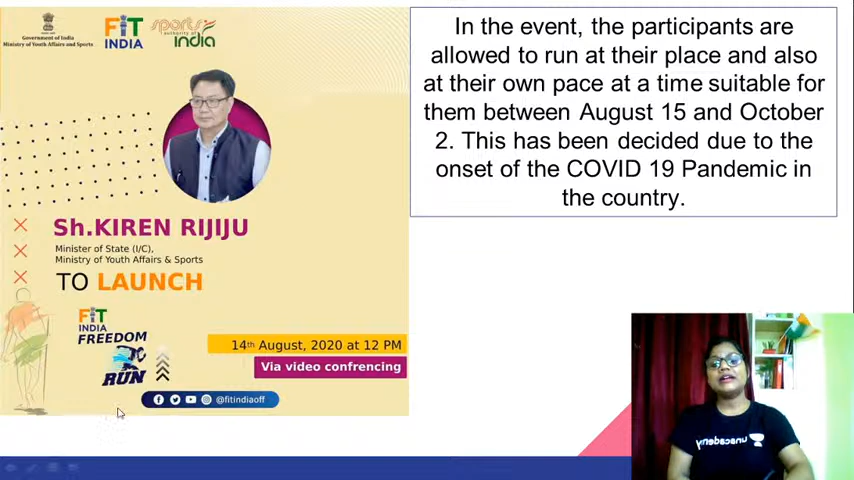 Government of India
Ministry of Youth Affairs and Sports
FIT
INDIA
sports
authority of
india
In the event, the participants are
allowed to run at their place and also
at their own pace at a time suitable for
them between August 15 and October
2. This has been decided due to the
onset of the COVID 19 Pandemic in
the country.
Sh.KIREN RIJIJU
Minister of State (I/C),
Ministry of Youth Affairs & Sports
TO LAUNCH
FIT
INDIA
FREEDOM
RUN
14th August, 2020 at 12 PM
Via video confrencing
@fitindiaoff
unacademy